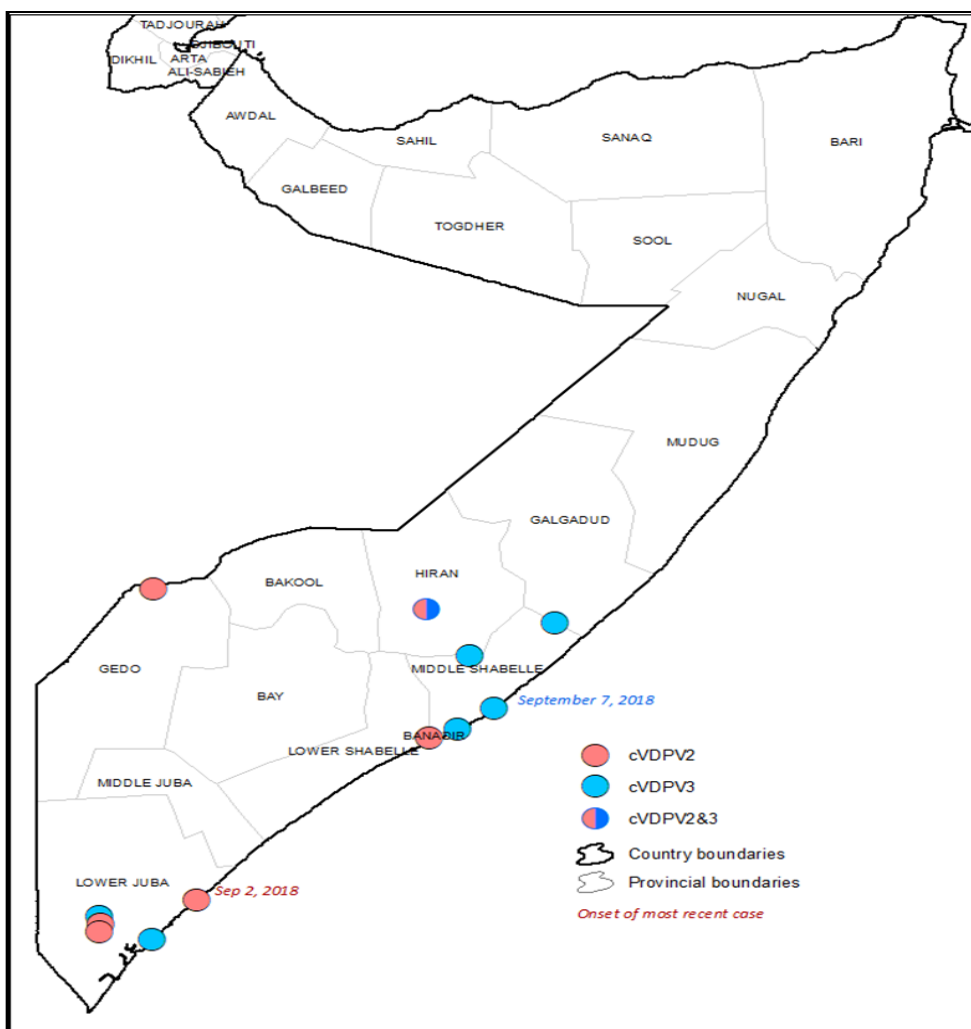 TADJOURAH
DJIBOUTI
DIKHIL
ARTA
ALI-SABIEH
AWDAL
SAHIL
SANAQ
BARI
GALBEED
TOGDHER
SOOL
NUGAL
MUDUG
GALGADUD
HIRAN
BAKOOL
GEDO
MIDDLE SHABELLE
BAY
September 7, 2018
BANADIR
LOWER SHABELLE
MIDDLE JUBA
LOWER JUBA
Sep 2, 2018
cVDPV2
cVDPV3
cVDPV2&3
Country boundaries
Provincial boundaries
Onset of most recent case